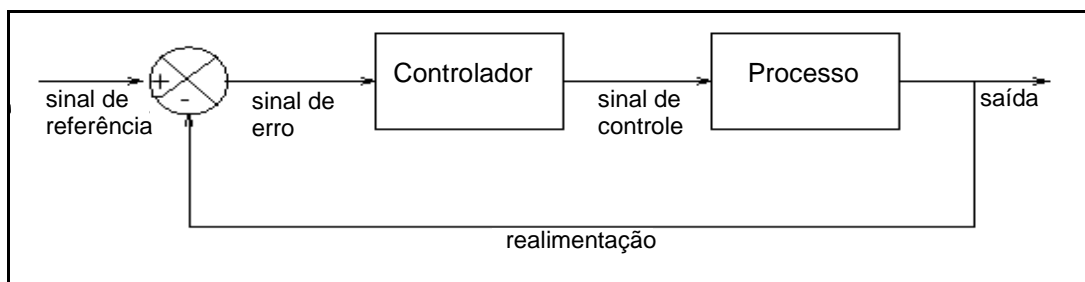 Controlador
Processo
+
-
sinal de
referência
sinal de
erro
sinal de
controle
saída
realimentação